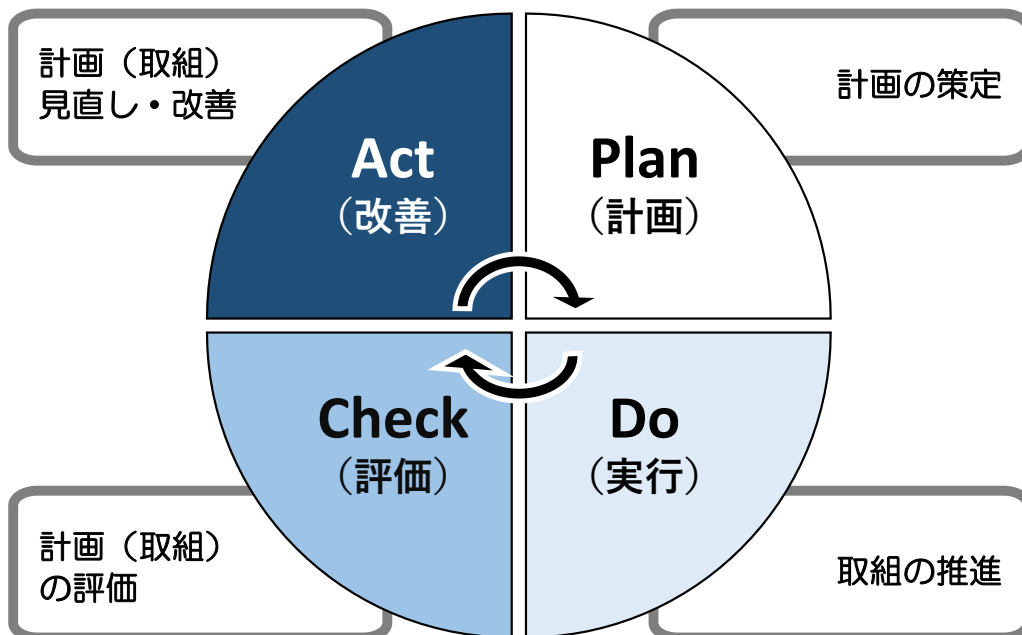 計画（取組）
見直し・改善
計画の策定
Act
（改善）
Plan
（計画）
Check
（評価）
Do
（実行）
計画（取組）
の評価
取組の推進